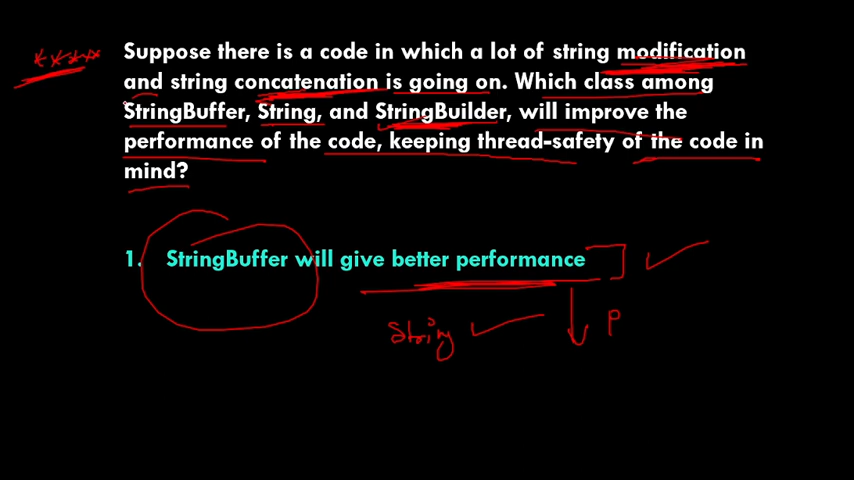 ****
Suppose there is a code in which a lot of string modification
and string concatenation is going on. Which class among
StringBuffer, String, and StringBuilder, will improve the
performance of the code, keeping thread-safety of the code in
mind?
1. StringBuffer will give better performance
String
P